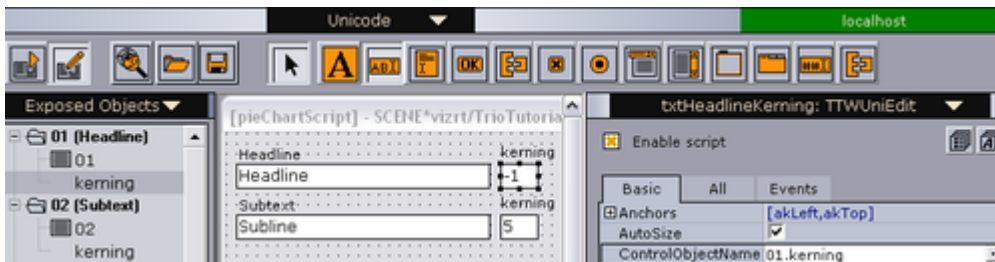 Unicode
localhost
A
ABI
T
OK
Exposed Objects
01 (Headline)
01
kerning
02 (Subtext)
02
kerning
[pieChartScript] - SCENE*vizrt/TrioTutoria
Headline kerning
Headline -1
Subtext kerning
Subline 5
txtHeadlineKerning: TTWUniEdit
Enable script
A
Basic All Events
Anchors [akLeft,akTop]
AutoSize
ControlObjectName 01.kerning